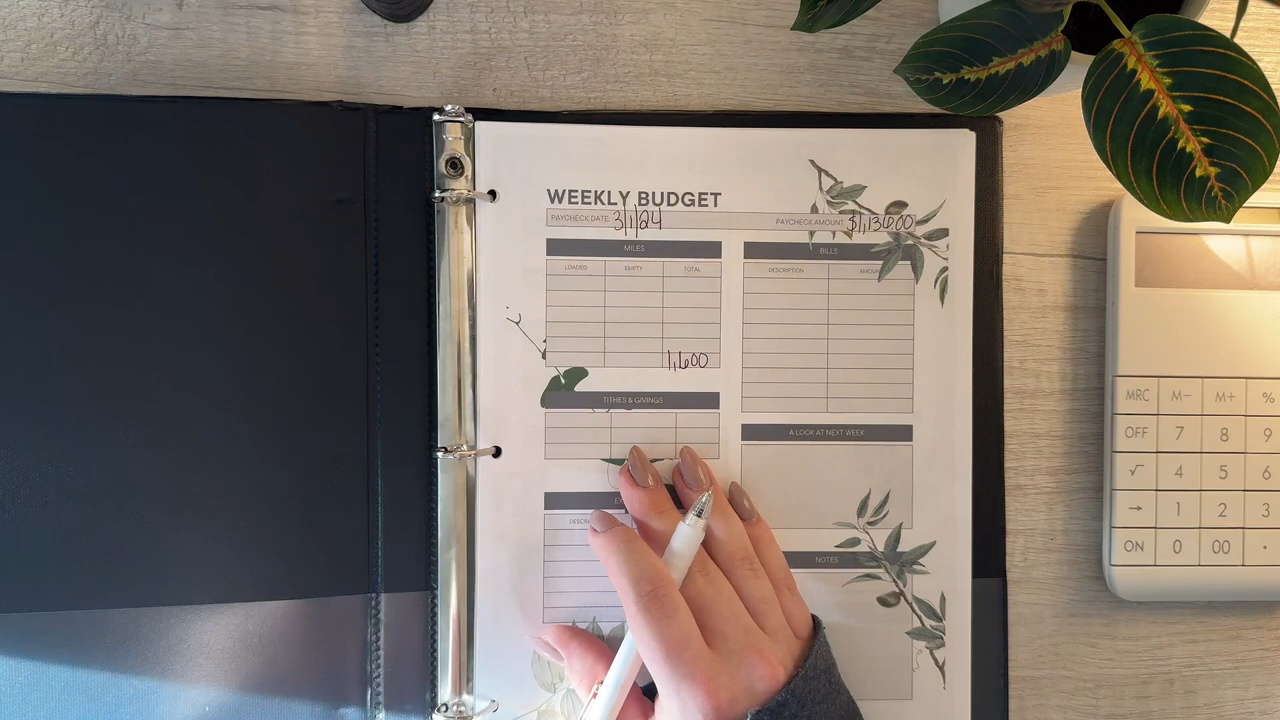 WEEKLY BUDGET
PAYCHECK DATE: 3/1/24 PAYCHECK AMOUNT: $1,136.00
MILES
LOADED EMPTY TOTAL
1,600
TITHES & GIVINGS
BILLS
DESCRIPTION
A LOOK AT NEXT WEEK
NOTES
MRC M− M+ %
OFF 7 8 9
√ 4 5 6
→ 1 2 3
ON 0 00 •